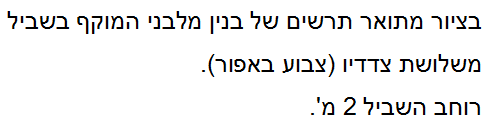 בציור מתואר תרשים של בנין מלבני המוקף בשביל
משלושת צדדיו (צבוע באפור).
רוחב השביל 2 מ'.